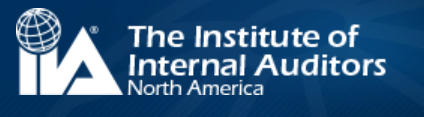 IIA®
The Institute of
Internal Auditors
North America